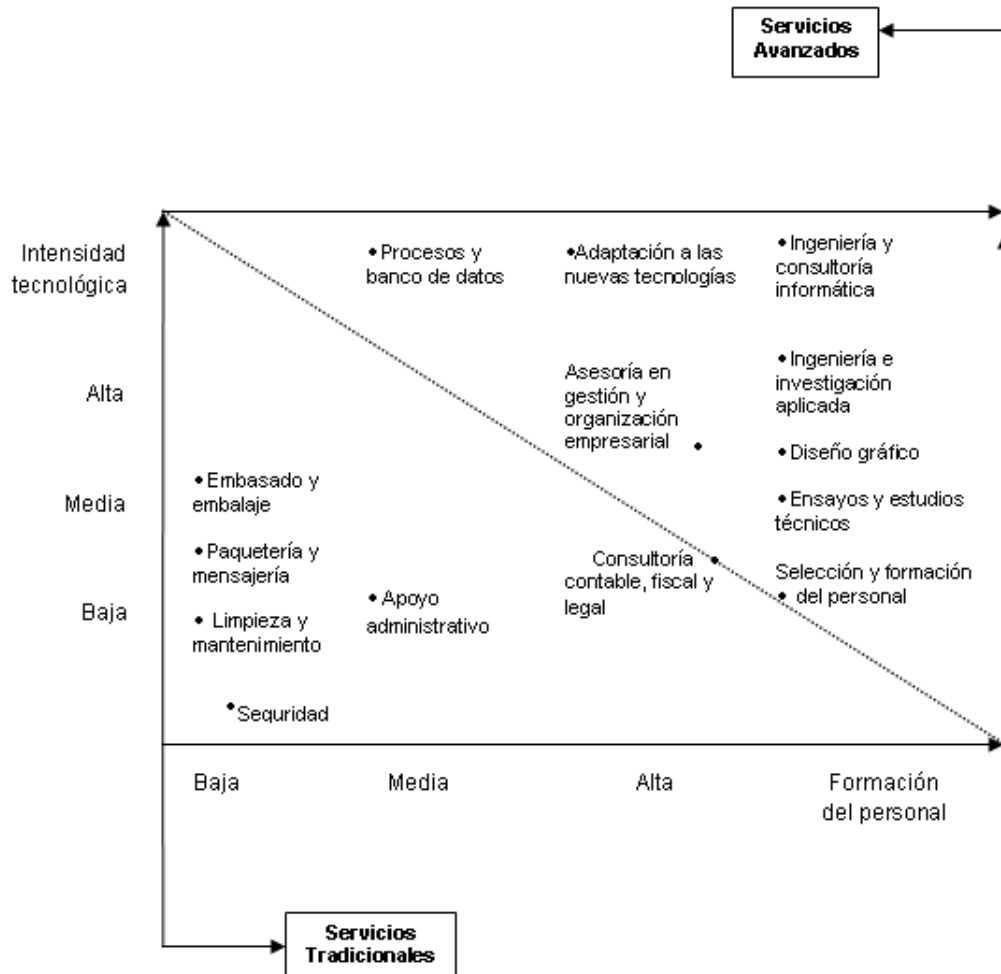 Servicios
Avanzados
Intensidad
tecnológica
• Procesos y
banco de datos
•Adaptación a las
nuevas tecnologías
• Ingeniería y
consultoría
informática
Alta
Asesoría en
gestión y
organización
empresarial
•
• Ingeniería e
investigación
aplicada
• Diseño gráfico
Media
• Embasado y
embalaje
• Ensayos y estudios
técnicos
• Paquetería y
mensajería
Consultoría
contable, fiscal y
legal
Selección y formación
• del personal
Baja
• Limpieza y
mantenimiento
• Apoyo
administrativo
•Seguridad
Baja
Media
Alta
Formación
del personal
Servicios
Tradicionales